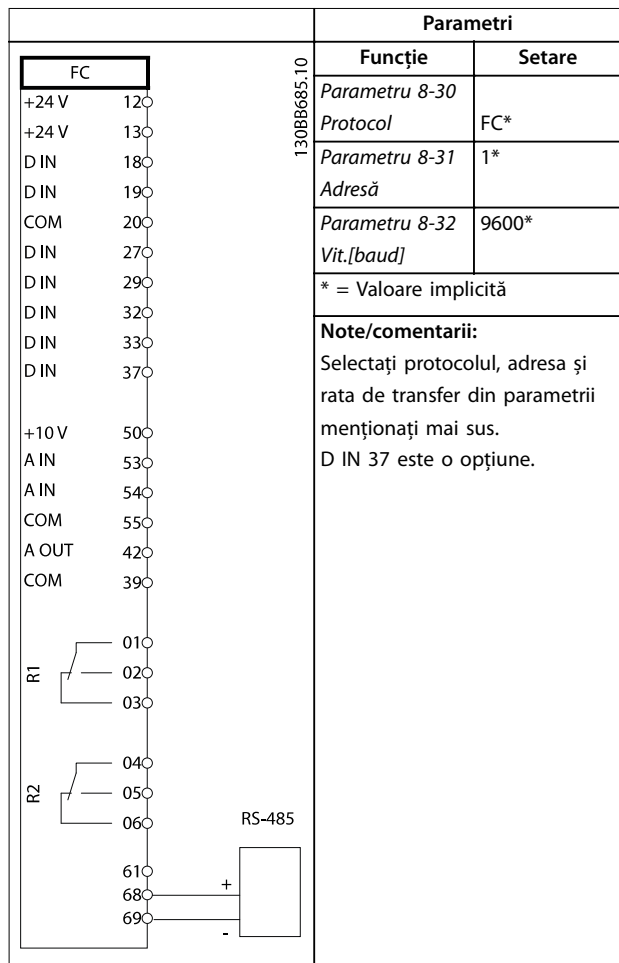 FC
130BB685.10
+24 V 12
+24 V 13
D IN 18
D IN 19
COM 20
D IN 27
D IN 29
D IN 32
D IN 33
D IN 37
+10 V 50
A IN 53
A IN 54
COM 55
A OUT 42
COM 39
R1
01
02
03
R2
04
05
06
RS-485
61
68 +
69 -
Parametri
Funcție Setare
Parametru 8-30
Protocol FC*
Parametru 8-31 1*
Adresă
Parametru 8-32 9600*
Vit.[baud]
* = Valoare implicită
Note/comentarii:
Selectați protocolul, adresa și
rata de transfer din parametrii
menționați mai sus.
D IN 37 este o opțiune.